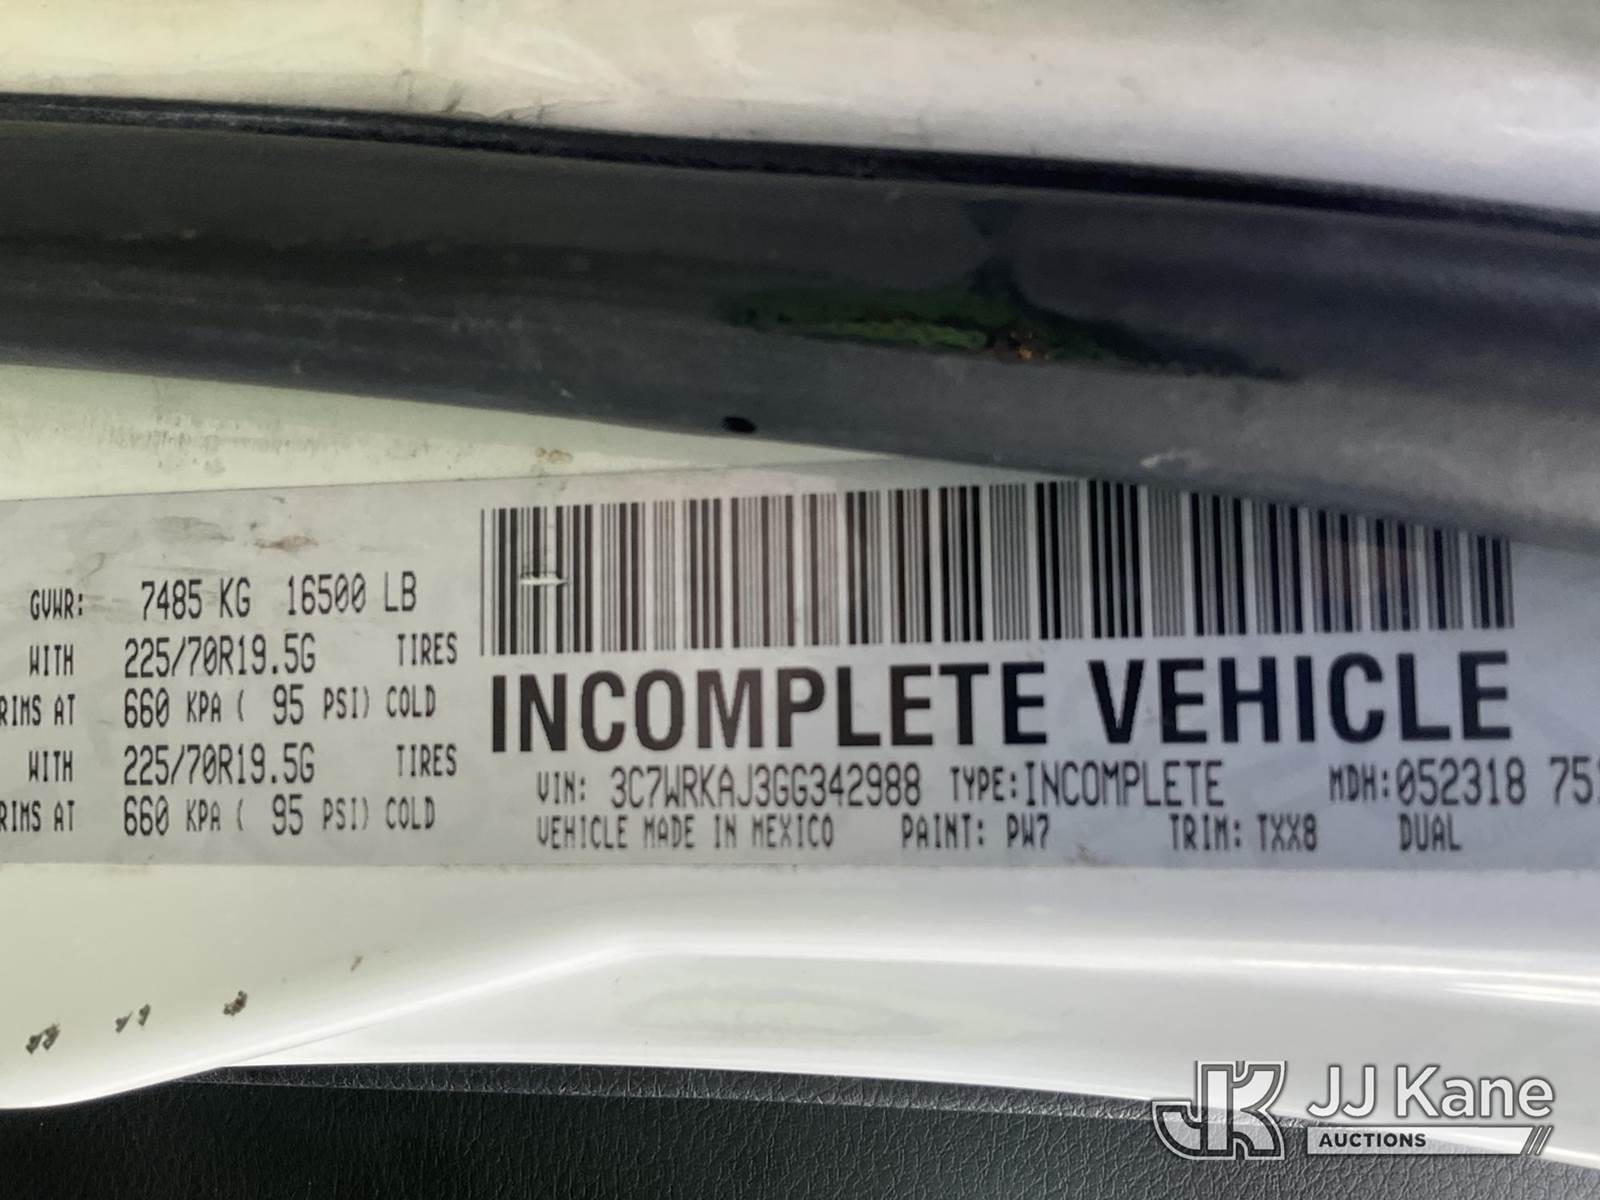 GVWR: 7485 KG 16500 LB
WITH 225/70R19.5G TIRES
RIMS AT 660 KPA ( 95 PSI) COLD
WITH 225/70R19.5G TIRES
RIMS AT 660 KPA ( 95 PSI) COLD
INCOMPLETE VEHICLE
VIN: 3C7WRKAJ3GG342988 TYPE: INCOMPLETE MDH: 052318 751
VEHICLE MADE IN MEXICO PAINT: PW7 TRIM: TXX8 DUAL
JK JJ Kane
AUCTIONS